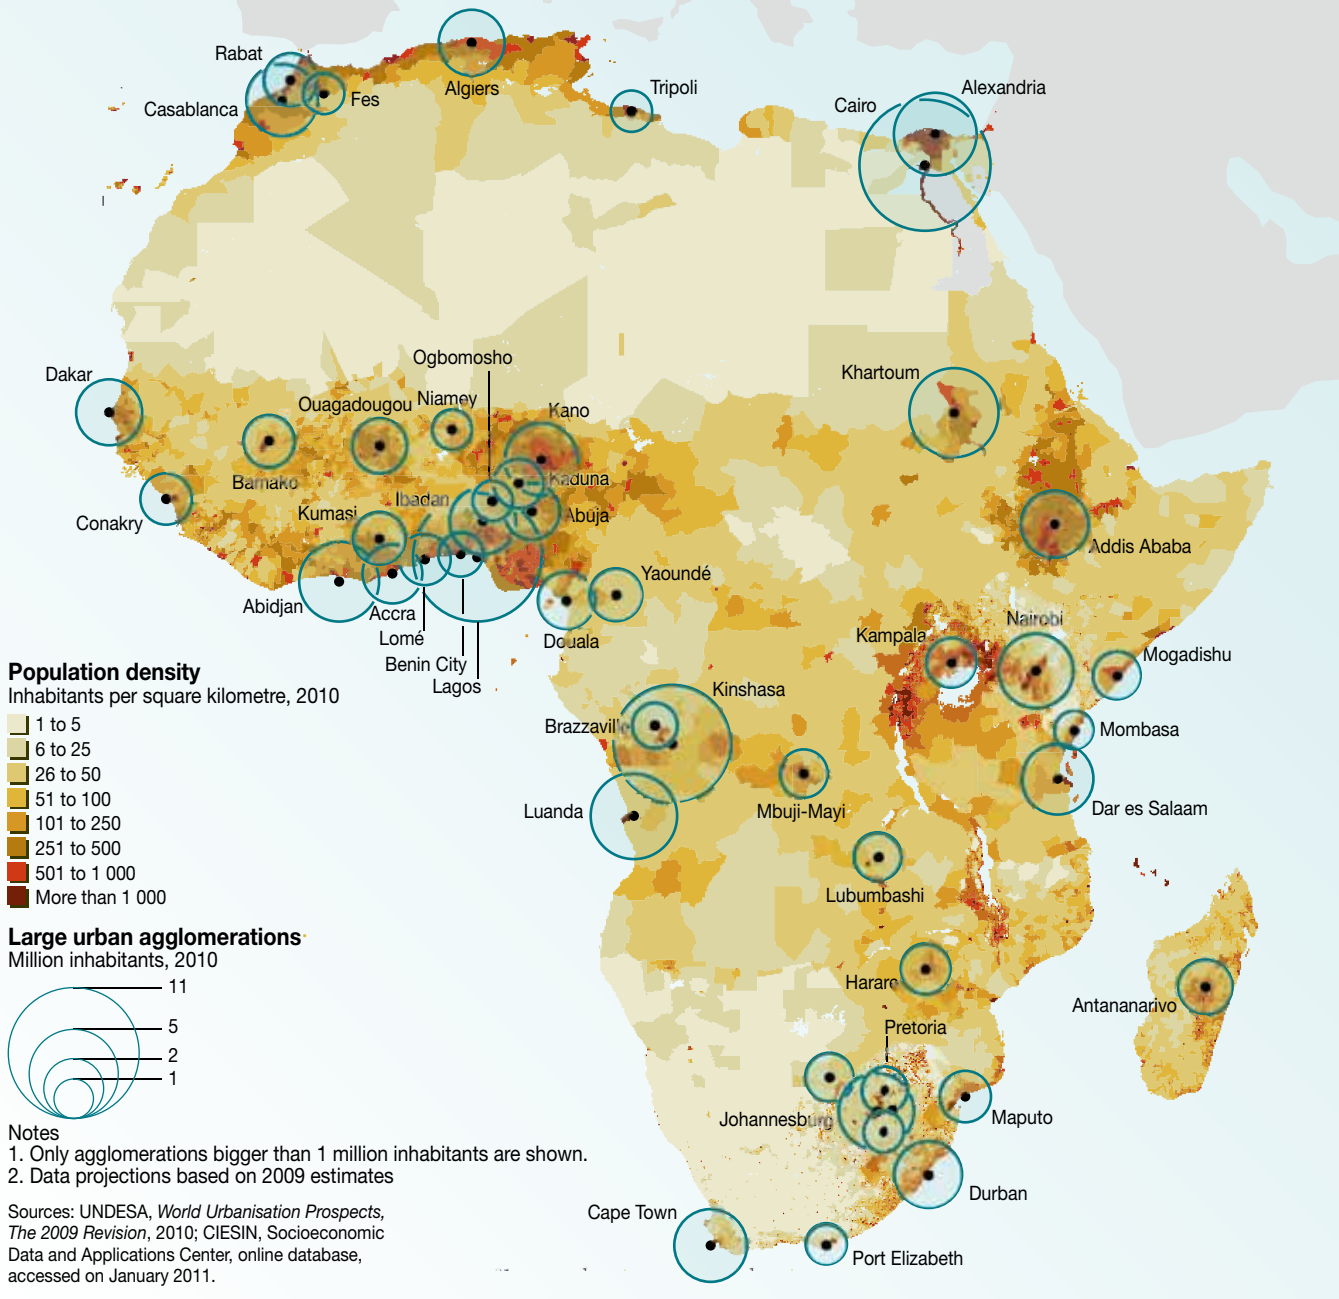 Rabat
Algiers
Tripoli
Alexandria
Cairo
Casablanca
Fes
Ogbomosho
Dakar
Khartoum
Niamey
Ouagadougou
Kano
Bamako
Kaduna
Ibadan
Kumasi
Abuja
Conakry
Addis Ababa
Yaoundé
Abidjan
Accra
Lomé
Douala
Benin City
Lagos
Nairobi
Kampala
Mogadishu
Kinshasa
Brazzaville
Mombasa
Luanda
Mbuji-Mayi
Dar es Salaam
Lubumbashi
Harare
Antananarivo
Pretoria
Johannesburg
Maputo
Durban
Cape Town
Port Elizabeth
Population density
Inhabitants per square kilometre, 2010
1 to 5
6 to 25
26 to 50
51 to 100
101 to 250
251 to 500
501 to 1 000
More than 1 000
Large urban agglomerations
Million inhabitants, 2010
11
5
2
1
Notes
1. Only agglomerations bigger than 1 million inhabitants are shown.
2. Data projections based on 2009 estimates
Sources: UNDESA, World Urbanisation Prospects,
The 2009 Revision, 2010; CIESIN, Socioeconomic
Data and Applications Center, online database,
accessed on January 2011.